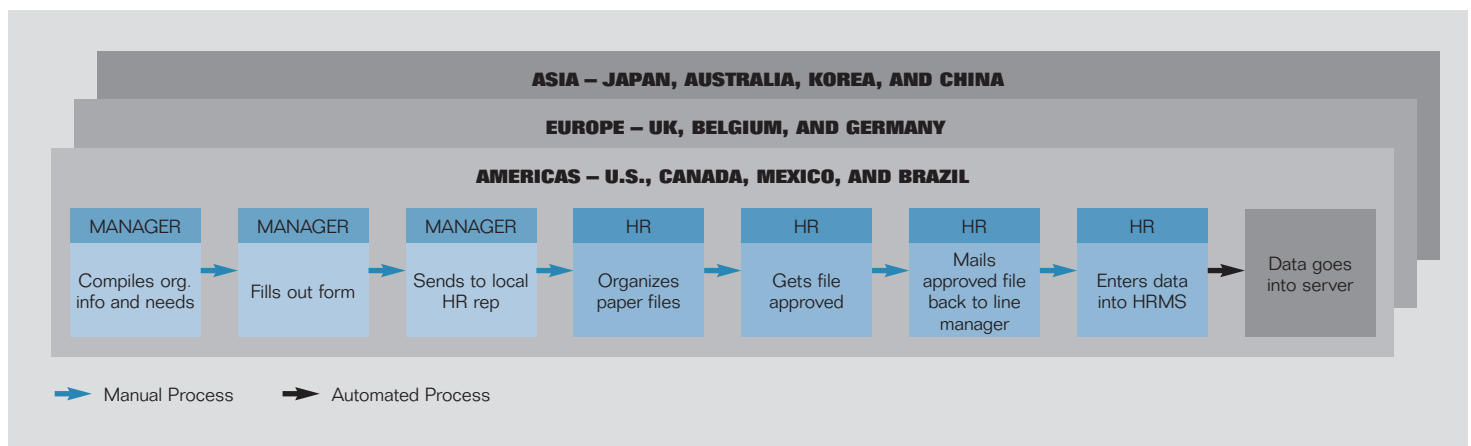 ASIA – JAPAN, AUSTRALIA, KOREA, AND CHINA
EUROPE – UK, BELGIUM, AND GERMANY
AMERICAS – U.S., CANADA, MEXICO, AND BRAZIL
MANAGER
Compiles org.
info and needs
MANAGER
Fills out form
MANAGER
Sends to local
HR rep
HR
Organizes
paper files
HR
Gets file
approved
HR
Mails
approved file
back to line
manager
HR
Enters data
into HRMS
Data goes
into server
Manual Process
Automated Process